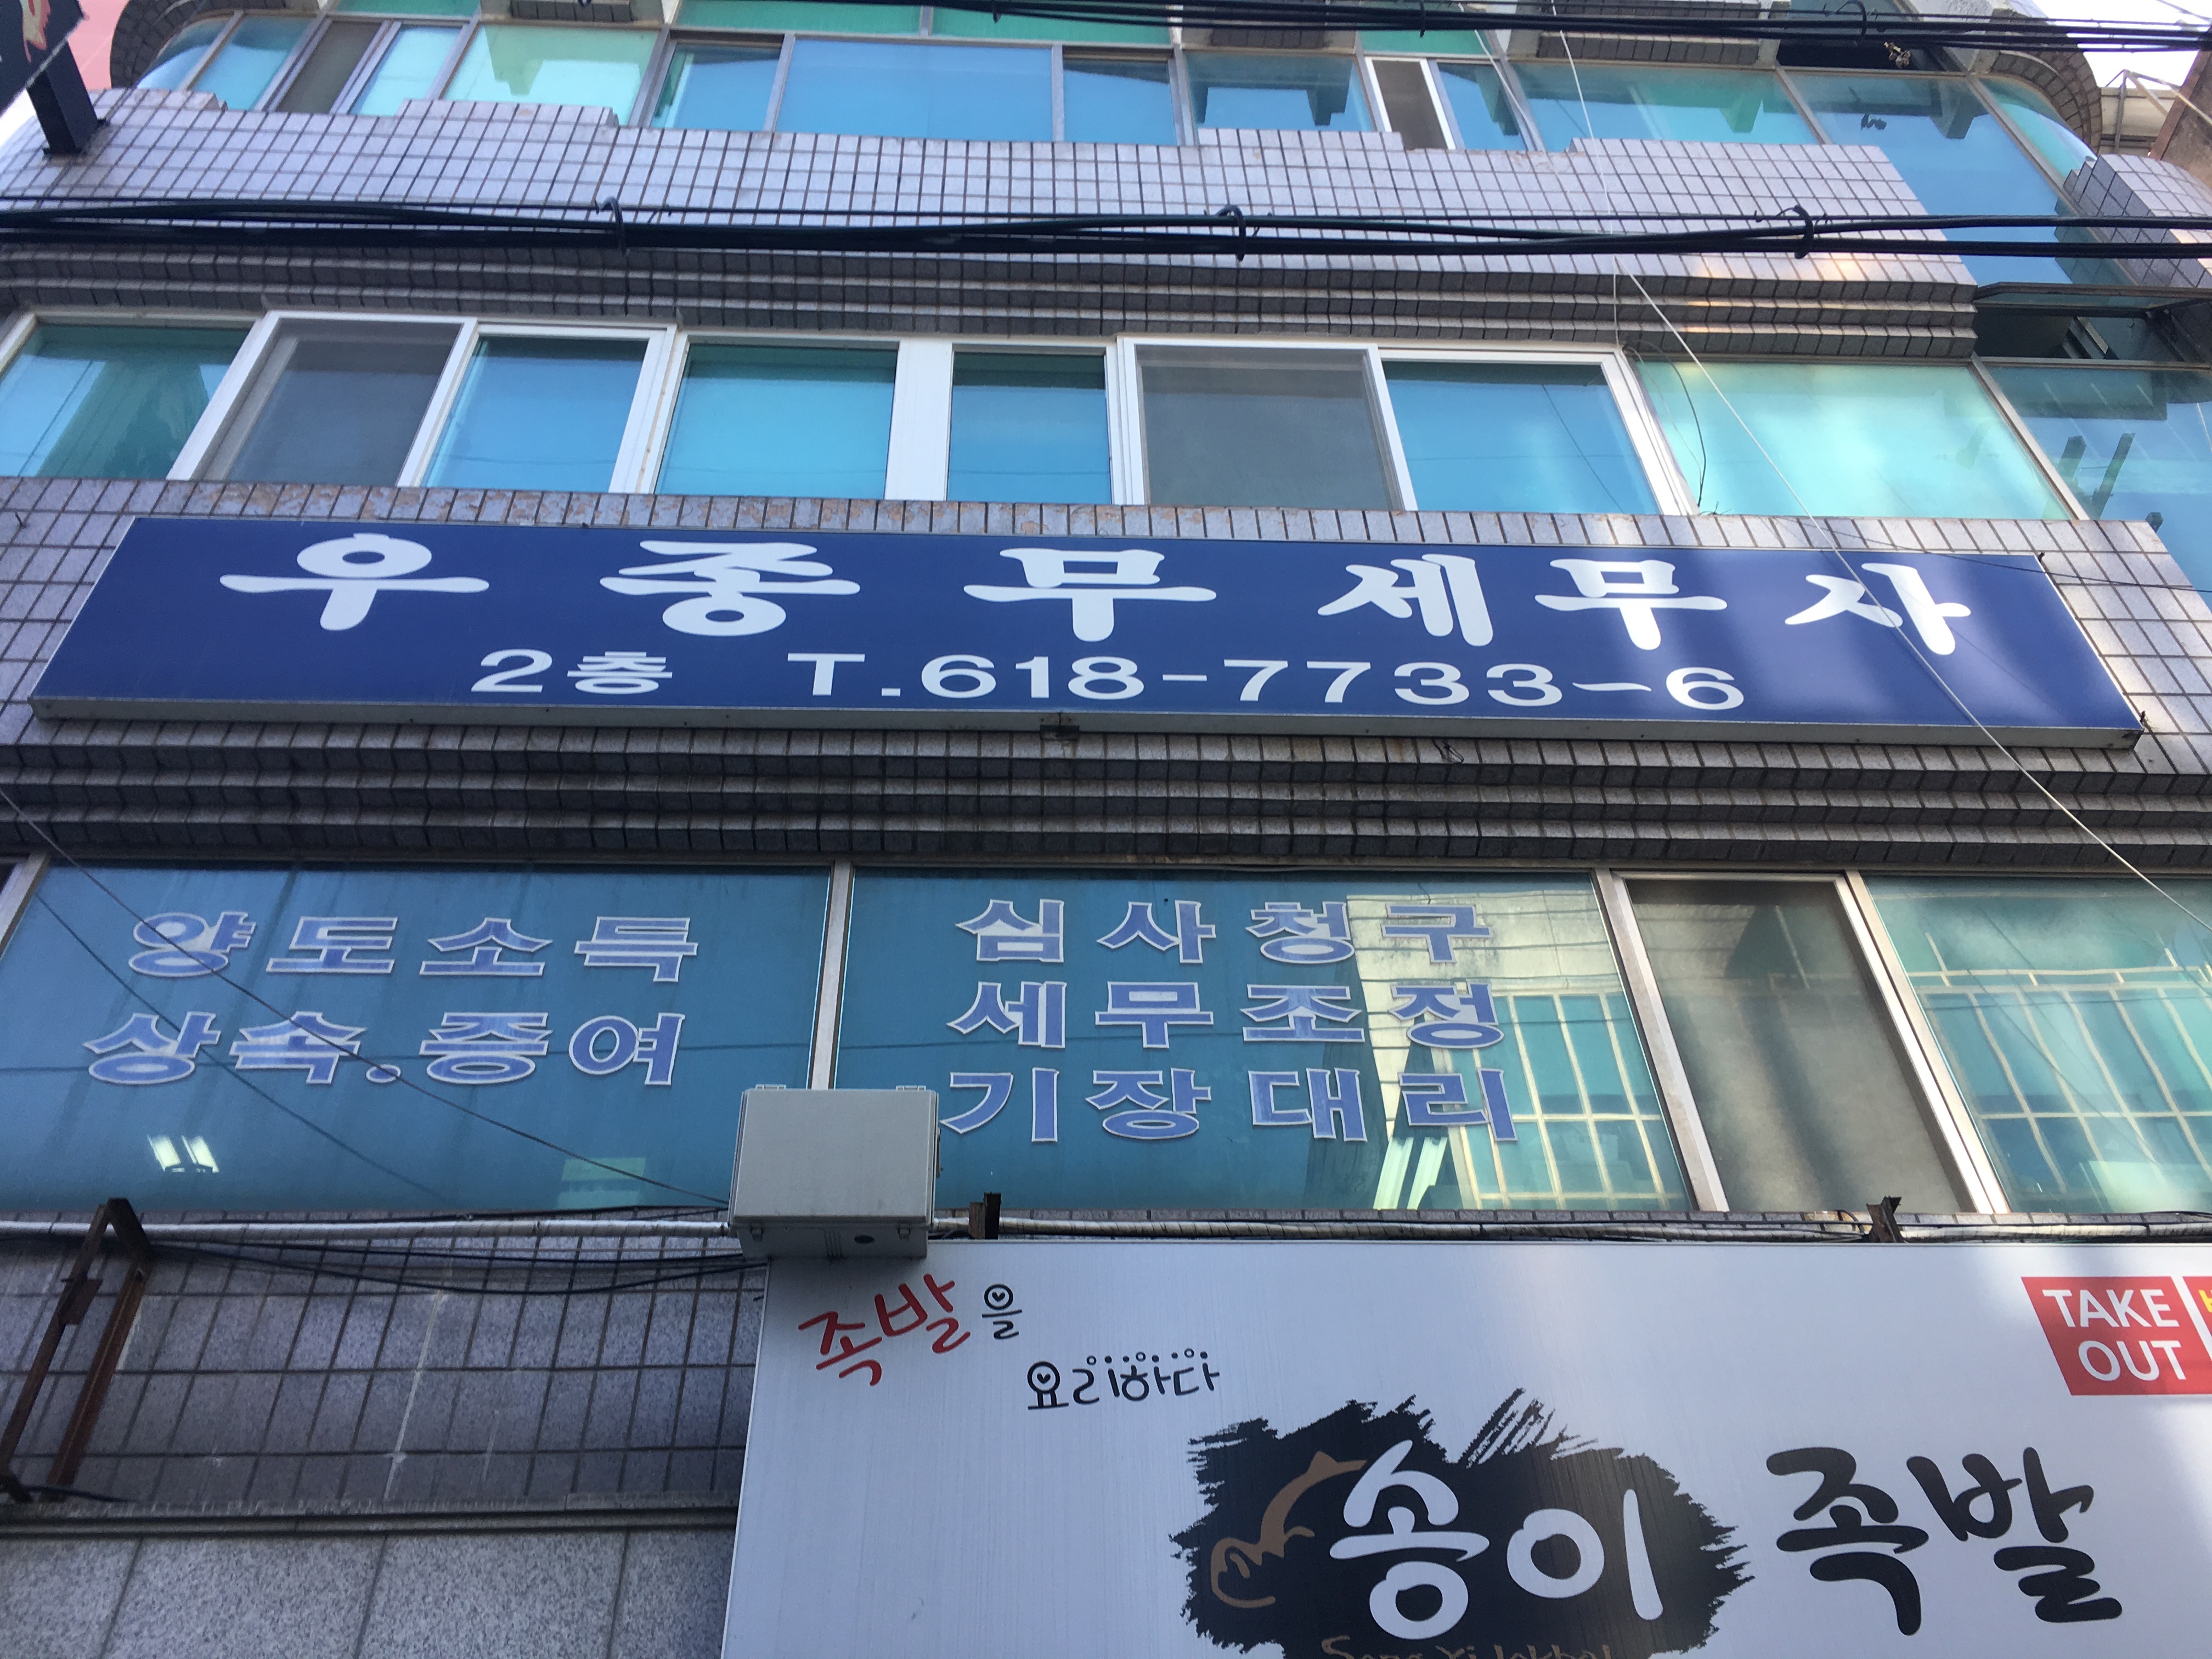 우종무세무사
2층 T.618-7733~6
양도소득
상속.증여
심사청구
세무조정
기장대리
족발을
요리하다
TAKE
OUT
송이족발